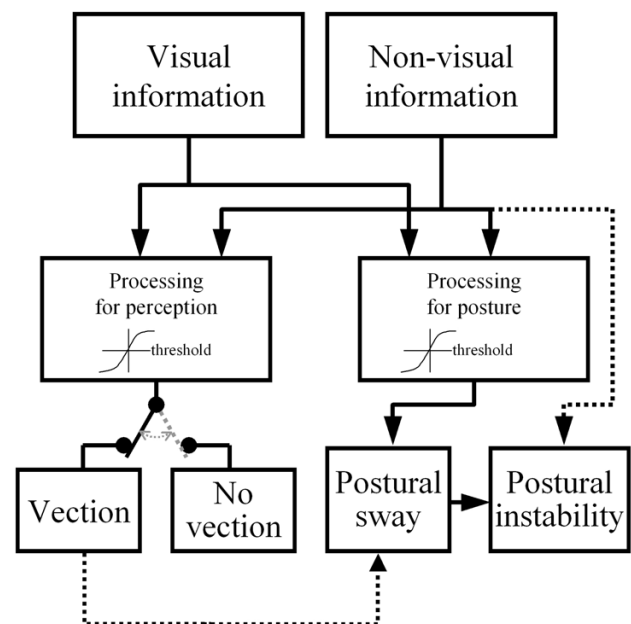 Visual
information
Non-visual
information
Processing
for perception
threshold
Processing
for posture
threshold
Vection
No
vection
Postural
sway
Postural
instability